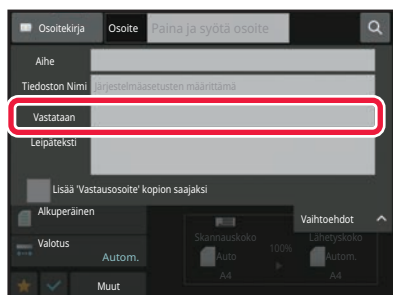 Osoitekirja Osoite Paina ja syötä osoite
Aihe
Tiedoston Nimi Järjestelmäasetusten määrittämä
Vastataan
Leipäteksti
Lisää 'Vastausosoite' kopion saajaksi
Alkuperäinen
Vaihtoehdot
Valotus
Autom.
Skannauskoko 100% Lähetyskoko
Auto Autom.
A4 A4
Muut